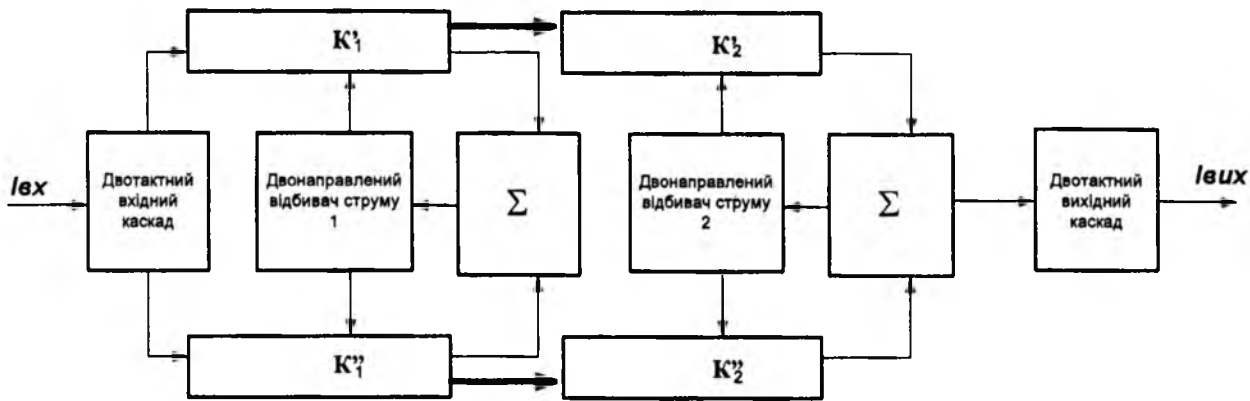 K'₁
K'₂
Iвх
Двотактний
вхідний
каскад
Двонаправлений
відбивач струму
1
Σ
Двонаправлений
відбивач струму
2
Σ
Двотактний
вихідний
каскад
Iвих
K"₁
K"₂